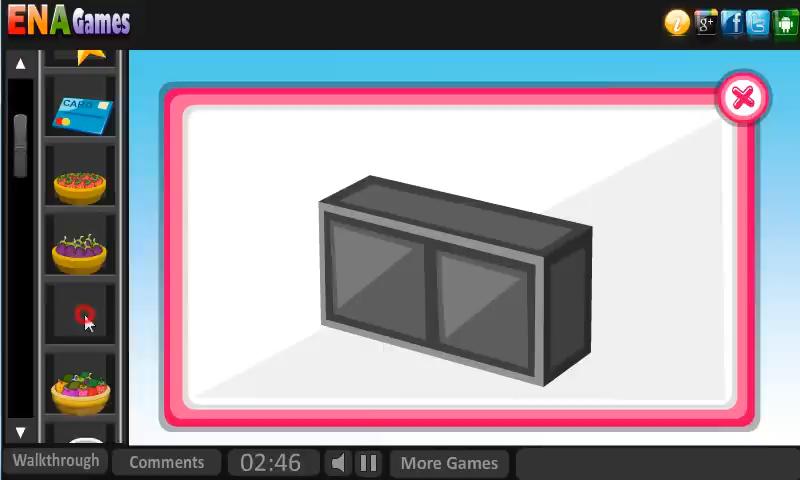 ENA Games
g+
f
t
i
CARD
Walkthrough
Comments
02:46
More Games